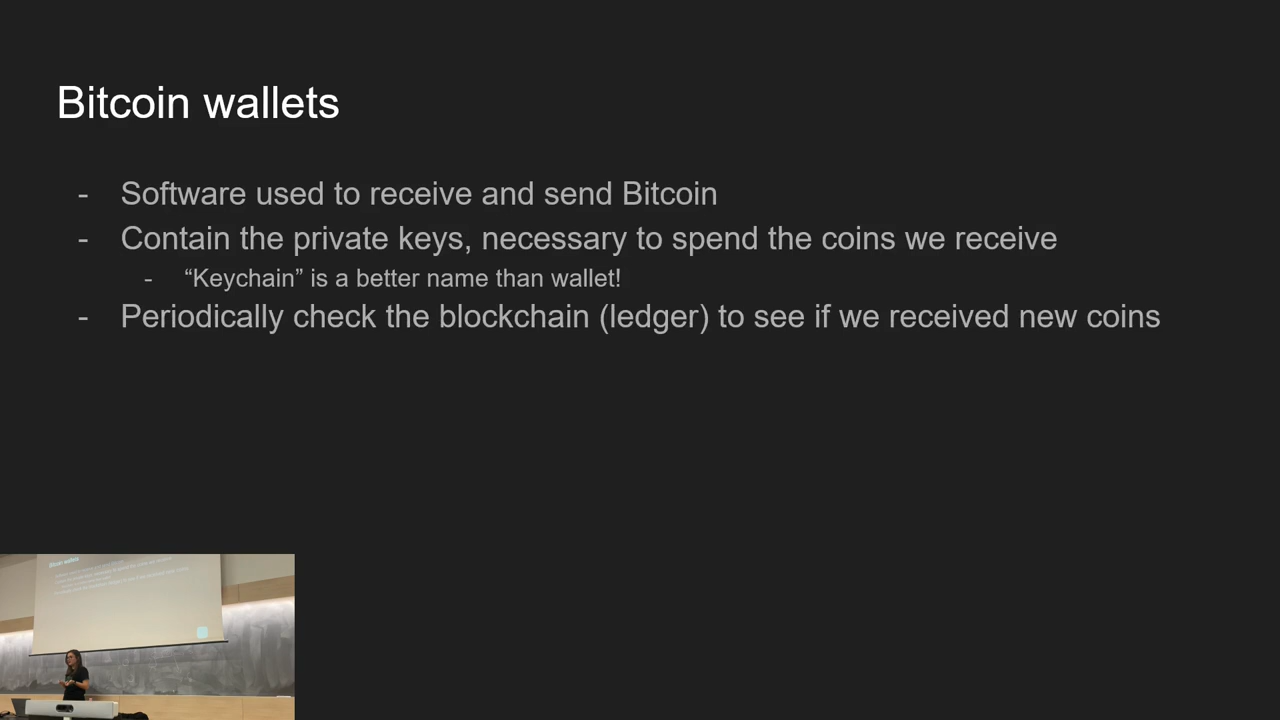 Bitcoin wallets
- Software used to receive and send Bitcoin
- Contain the private keys, necessary to spend the coins we receive
- “Keychain” is a better name than wallet!
- Periodically check the blockchain (ledger) to see if we received new coins
Bitcoin wallets